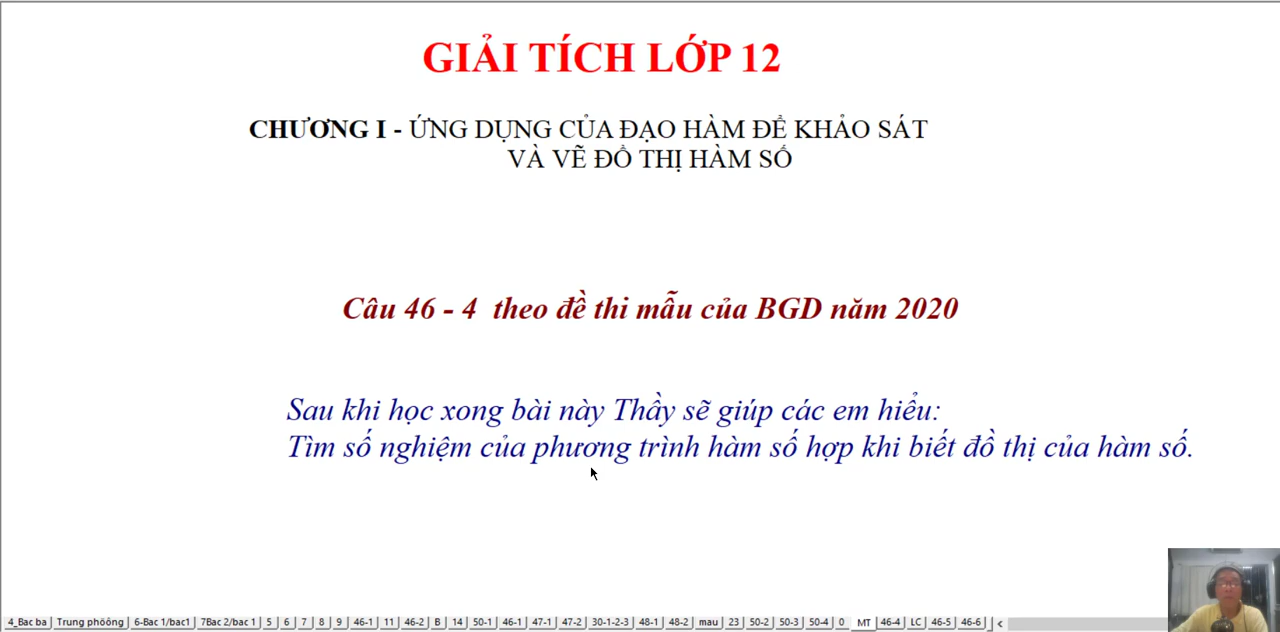 GIẢI TÍCH LỚP 12
CHƯƠNG I - ỨNG DỤNG CỦA ĐẠO HÀM ĐỂ KHẢO SÁT
VÀ VẼ ĐỒ THỊ HÀM SỐ
Câu 46 - 4 theo đề thi mẫu của BGD năm 2020
Sau khi học xong bài này Thầy sẽ giúp các em hiểu:
Tìm số nghiệm của phương trình hàm số hợp khi biết đồ thị của hàm số.
4_Bac ba | Trung phöông | 6-Bac 1/bac1 | 7Bac 2/bac 1 | 5 | 6 | 7 | 8 | 9 | 46-1 | 11 | 46-2 | B | 14 | 50-1 | 46-1 | 47-1 | 47-2 | 30-1-2-3 | 48-1 | 48-2 | mau | 23 | 50-2 | 50-3 | 50-4 | 0 | MT | 46-4 | LC | 46-5 | 46-6 |